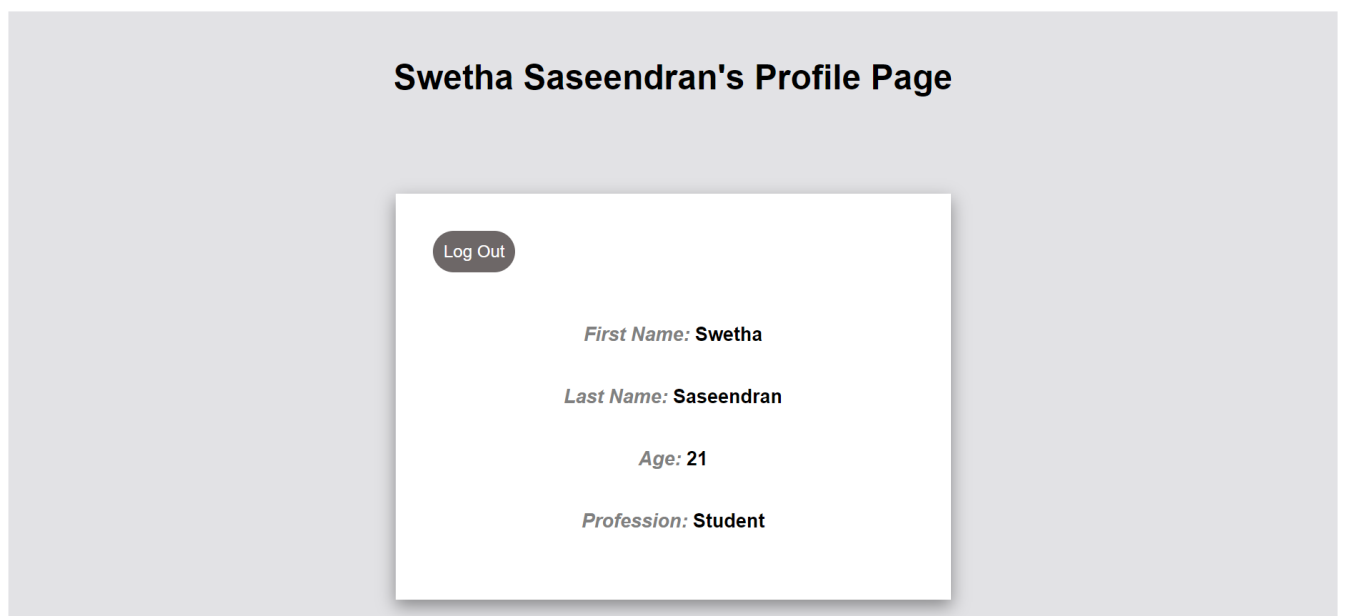 Swetha Saseendran's Profile Page
Log Out
First Name: Swetha
Last Name: Saseendran
Age: 21
Profession: Student